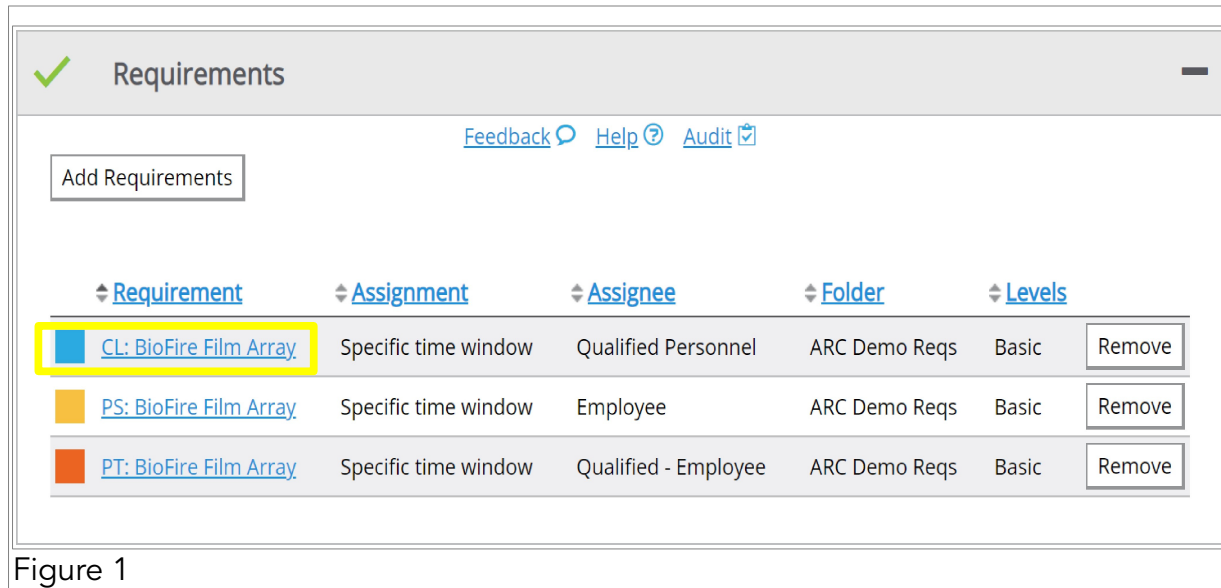 Requirements
Feedback Help Audit
Add Requirements
Requirement Assignment Assignee Folder Levels
CL: BioFire Film Array Specific time window Qualified Personnel ARC Demo Reqs Basic Remove
PS: BioFire Film Array Specific time window Employee ARC Demo Reqs Basic Remove
PT: BioFire Film Array Specific time window Qualified - Employee ARC Demo Reqs Basic Remove
Figure 1